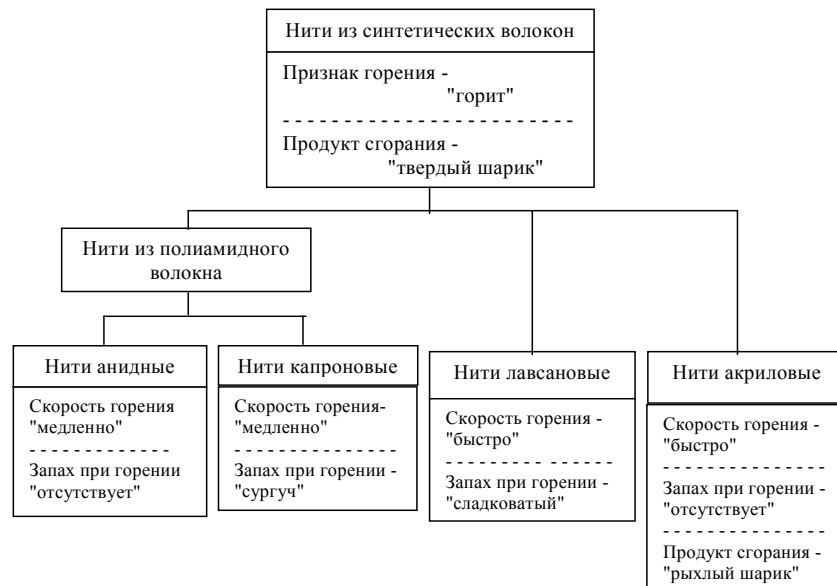 Нити из синтетических волокон
Признак горения -
"горит"
- - - - - - - - - - - - - - - - - - - - - - - -
Продукт сгорания -
"твердый шарик"
Нити из полиамидного
волокна
Нити анидные
Скорость горения
"медленно"
- - - - - - - - - - - - -
Запах при горении
"отсутствует"
Нити капроновые
Скорость горения-
"медленно"
- - - - - - - - - - - - - - -
Запах при горении -
"сургуч"
Нити лавсановые
Скорость горения -
"быстро"
- - - - - - - - - - - - - - -
Запах при горении -
"сладковатый"
Нити акриловые
Скорость горения -
"быстро"
- - - - - - - - - - - - - - -
Запах при горении -
"отсутствует"
- - - - - - - - - - - - - - -
Продукт сгорания -
"рыхлый шарик"